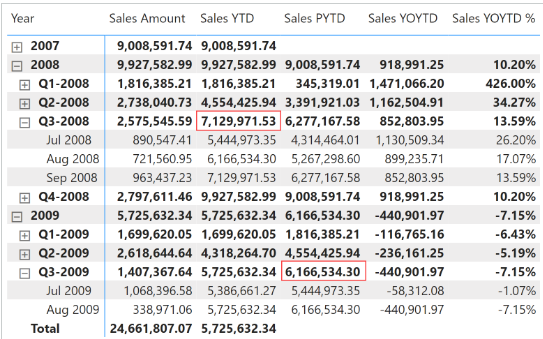 Year Sales Amount Sales YTD Sales PYTD Sales YOYTD Sales YOYTD %
2007 9,008,591.74 9,008,591.74
2008 9,927,582.99 9,927,582.99 9,008,591.74 918,991.25 10.20%
Q1-2008 1,816,385.21 1,816,385.21 345,319.01 1,471,066.20 426.00%
Q2-2008 2,738,040.73 4,554,425.94 3,391,921.03 1,162,504.91 34.27%
Q3-2008 2,575,545.59 7,129,971.53 6,277,167.58 852,803.95 13.59%
Jul 2008 890,547.41 5,444,973.35 4,314,464.01 1,130,509.34 26.20%
Aug 2008 721,560.95 6,166,534.30 5,267,298.60 899,235.71 17.07%
Sep 2008 963,437.23 7,129,971.53 6,277,167.58 852,803.95 13.59%
Q4-2008 2,797,611.46 9,927,582.99 9,008,591.74 918,991.25 10.20%
2009 5,725,632.34 5,725,632.34 6,166,534.30 -440,901.97 -7.15%
Q1-2009 1,699,620.05 1,699,620.05 1,816,385.21 -116,765.16 -6.43%
Q2-2009 2,618,644.64 4,318,264.70 4,554,425.94 -236,161.25 -5.19%
Q3-2009 1,407,367.64 5,725,632.34 6,166,534.30 -440,901.97 -7.15%
Jul 2009 1,068,396.58 5,386,661.27 5,444,973.35 -58,312.08 -1.07%
Aug 2009 338,971.06 5,725,632.34 6,166,534.30 -440,901.97 -7.15%
Total 24,661,807.07 5,725,632.34